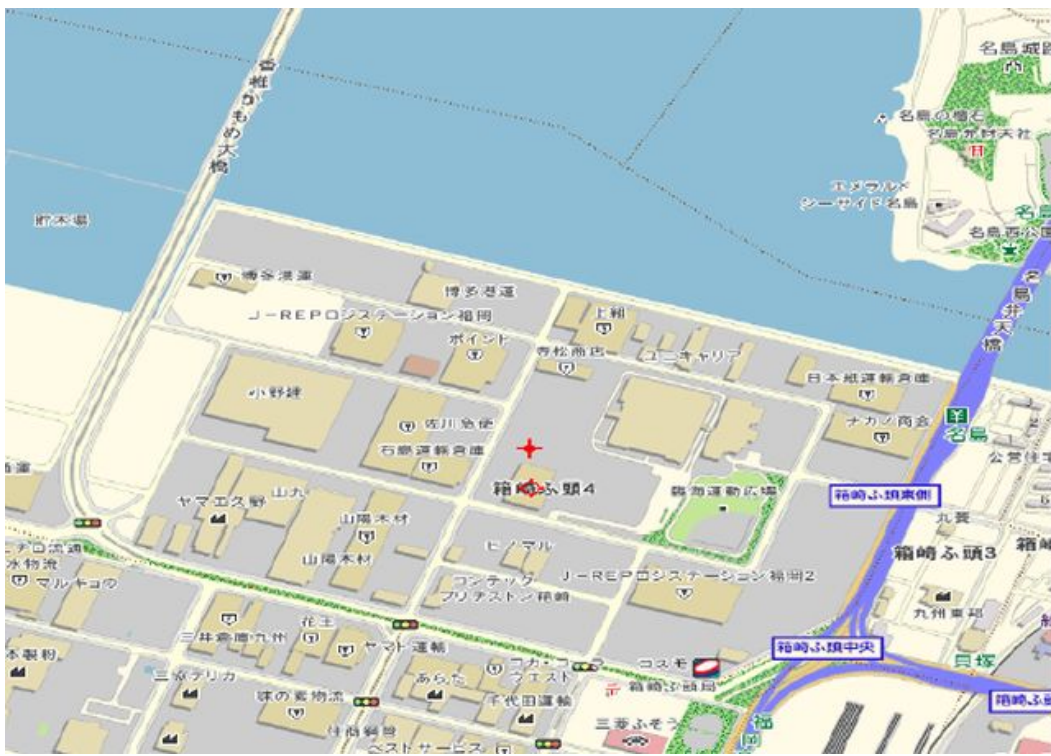 名島城跡
香椎かもめ大橋
名島の檣石
名島弁財天社
エメラルド
シーサイド名島
貯木場
名島西公園
名島弁天橋
博多港運
博多港運
J-REPロジステーション福岡
上組
ポイント
寺松商店
ユニキャリア
日本紙運輸倉庫
小野建
佐川急便
ナカノ商会
名島
石島運輸倉庫
公営住宅
箱崎ふ頭4
臨海運動広場
箱崎ふ頭東側
ヤマエ久野
山九
山陽木材
箱崎ふ頭3
山陽木材
ヒノマル
J-REPロジステーション福岡2
マルキョウ
コンテック
ブリヂストン箱崎
九州東邦
三井倉庫九州
花王
ヤマト運輸
箱崎ふ頭中央
貝塚
コスモ
コカ・コーラ
ウエスト
あらた
箱崎ふ頭局
味の素物流
千代田運輸
三菱ふそう
福岡
ベストサービス